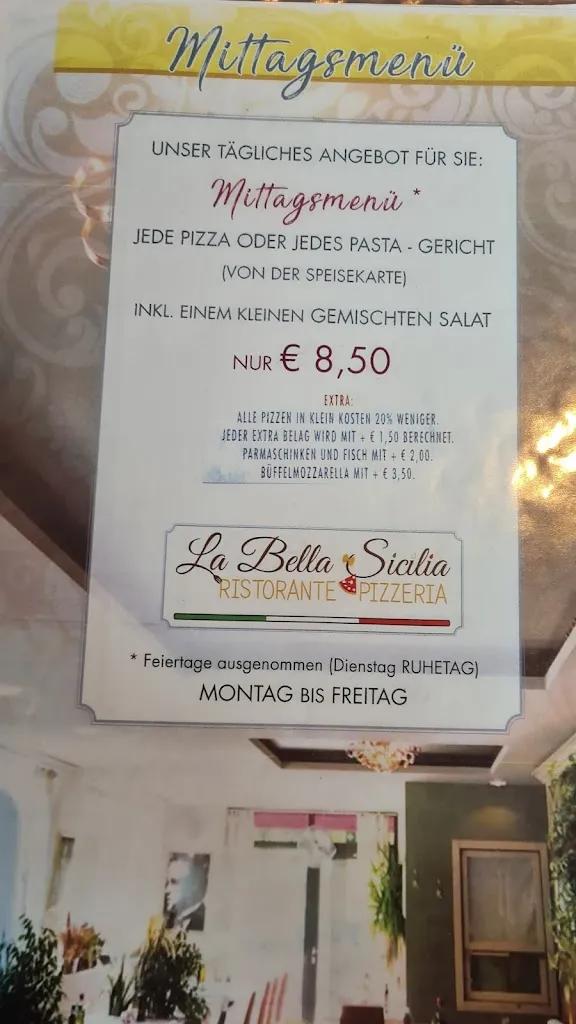 Mittagsmenü
UNSER TÄGLICHES ANGEBOT FÜR SIE:
Mittagsmenü *
JEDE PIZZA ODER JEDES PASTA - GERICHT
(VON DER SPEISEKARTE)
INKL. EINEM KLEINEN GEMISCHTEN SALAT
NUR € 8,50
EXTRA:
ALLE PIZZEN IN KLEIN KOSTEN 20% WENIGER.
JEDER EXTRA BELAG WIRD MIT + € 1,50 BERECHNET.
PARMASCHINKEN UND FISCH MIT + € 2,00.
BÜFFELMOZZARELLA MIT + € 3,50.
La Bella Sicilia
RISTORANTE PIZZERIA
* Feiertage ausgenommen (Dienstag RUHETAG)
MONTAG BIS FREITAG